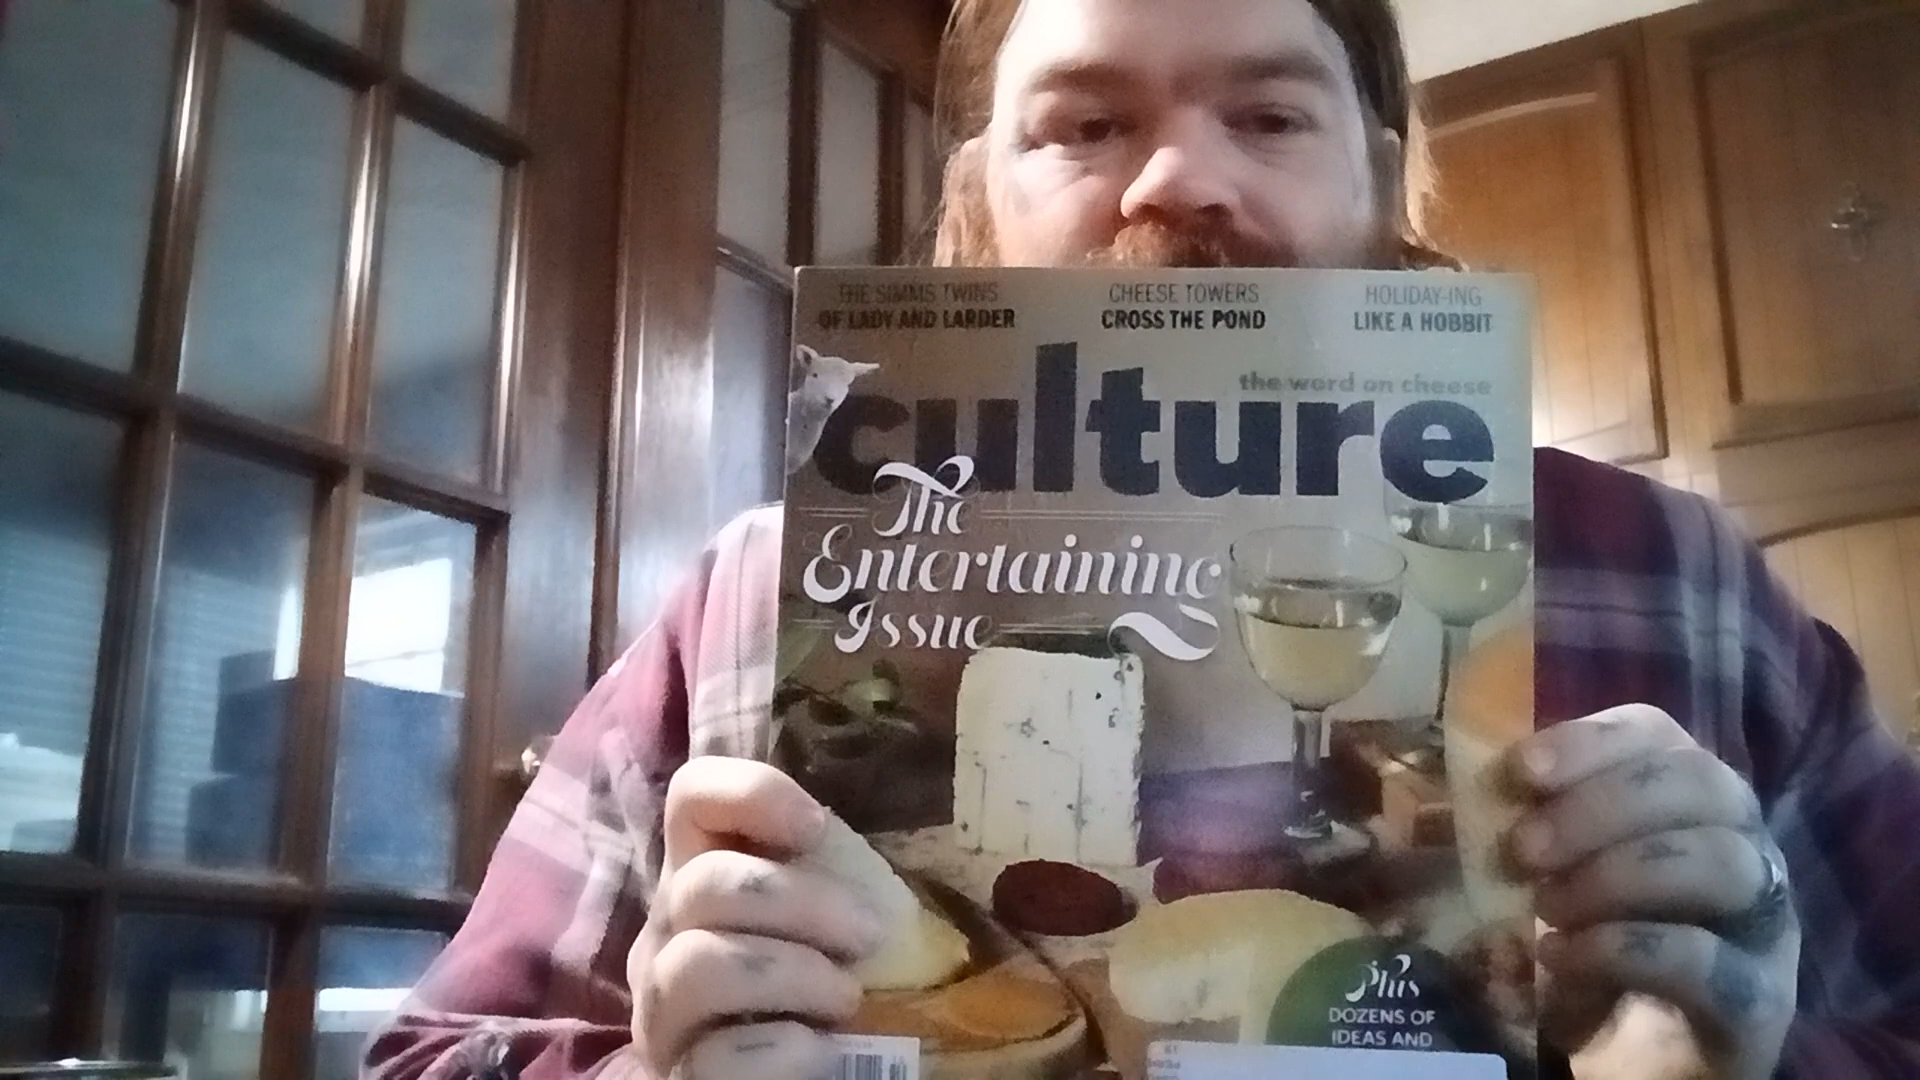 THE SIMMS TWINS
OF LADY AND LARDER
CHEESE TOWERS
CROSS THE POND
HOLIDAY-ING
LIKE A HOBBIT
the word on cheese
culture
The
Entertaining
Issue
Plus
DOZENS OF
IDEAS AND